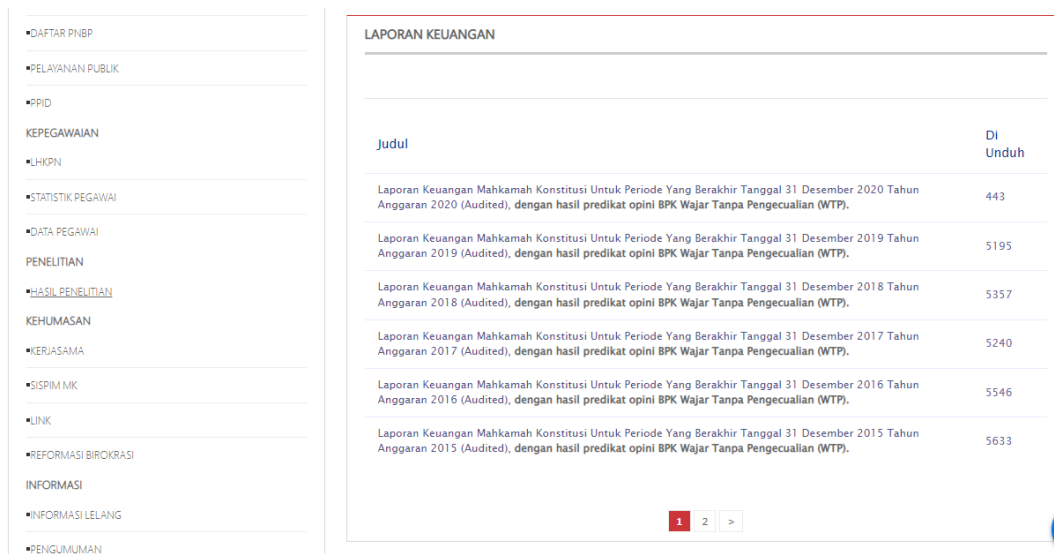 ▪DAFTAR PNBP
▪PELAYANAN PUBLIK
▪PPID
KEPEGAWAIAN
▪LHKPN
▪STATISTIK PEGAWAI
▪DATA PEGAWAI
PENELITIAN
▪HASIL PENELITIAN
KEHUMASAN
▪KERJASAMA
▪SISPIM MK
▪LINK
▪REFORMASI BIROKRASI
INFORMASI
▪INFORMASI LELANG
▪PENGUMUMAN
LAPORAN KEUANGAN
Judul
Di
Unduh
Laporan Keuangan Mahkamah Konstitusi Untuk Periode Yang Berakhir Tanggal 31 Desember 2020 Tahun
Anggaran 2020 (Audited), dengan hasil predikat opini BPK Wajar Tanpa Pengecualian (WTP).
443
Laporan Keuangan Mahkamah Konstitusi Untuk Periode Yang Berakhir Tanggal 31 Desember 2019 Tahun
Anggaran 2019 (Audited), dengan hasil predikat opini BPK Wajar Tanpa Pengecualian (WTP).
5195
Laporan Keuangan Mahkamah Konstitusi Untuk Periode Yang Berakhir Tanggal 31 Desember 2018 Tahun
Anggaran 2018 (Audited), dengan hasil predikat opini BPK Wajar Tanpa Pengecualian (WTP).
5357
Laporan Keuangan Mahkamah Konstitusi Untuk Periode Yang Berakhir Tanggal 31 Desember 2017 Tahun
Anggaran 2017 (Audited), dengan hasil predikat opini BPK Wajar Tanpa Pengecualian (WTP).
5240
Laporan Keuangan Mahkamah Konstitusi Untuk Periode Yang Berakhir Tanggal 31 Desember 2016 Tahun
Anggaran 2016 (Audited), dengan hasil predikat opini BPK Wajar Tanpa Pengecualian (WTP).
5546
Laporan Keuangan Mahkamah Konstitusi Untuk Periode Yang Berakhir Tanggal 31 Desember 2015 Tahun
Anggaran 2015 (Audited), dengan hasil predikat opini BPK Wajar Tanpa Pengecualian (WTP).
5633
1 2 >